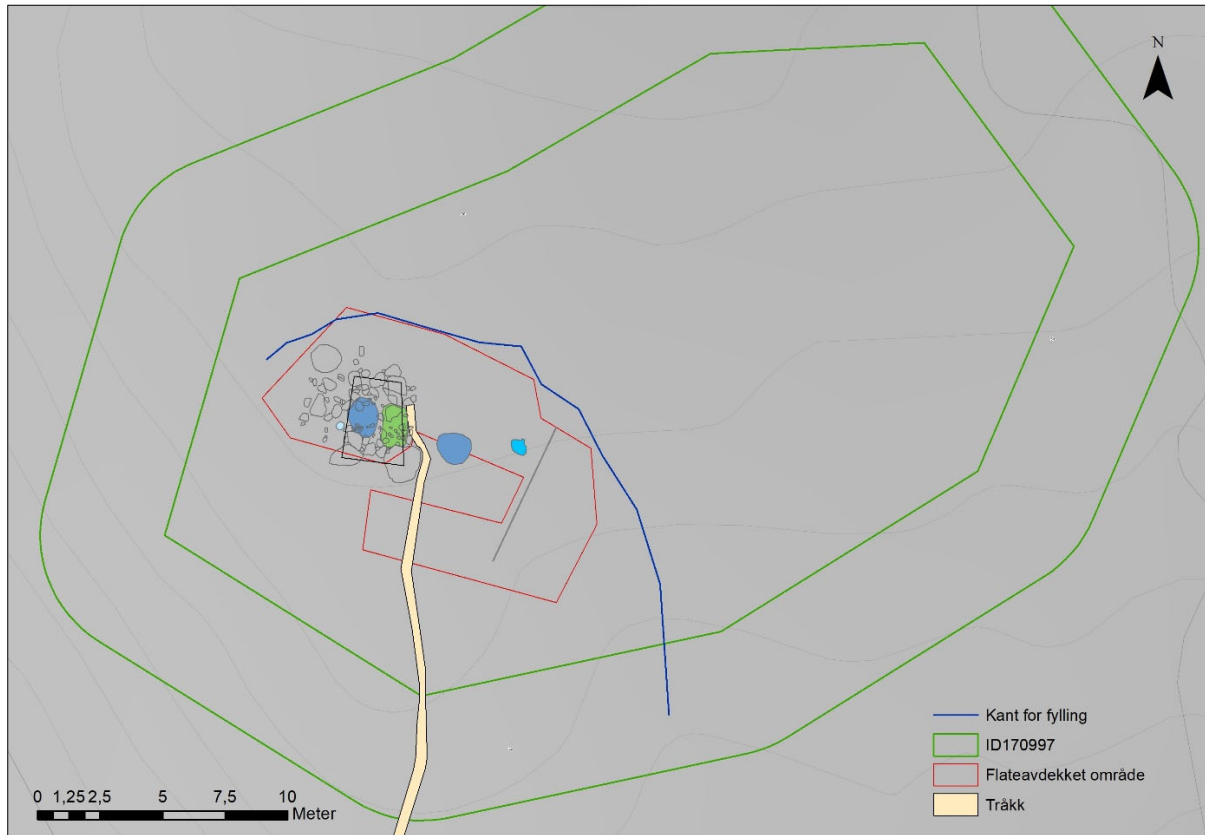 N
Kant for fylling
ID170997
Flateavdekket område
Tråkk
0 1,25 2,5 5 7,5 10
Meter